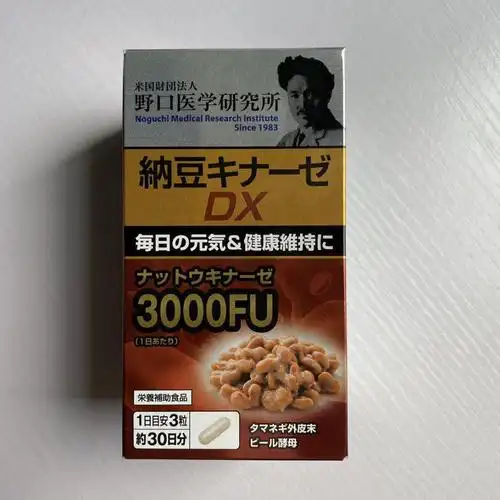 米国財団法人
野口医学研究所
Noguchi Medical Research Institute
Since 1983
納豆キナーゼ
DX
毎日の元気&健康維持に
ナットウキナーゼ
3000FU
(1日あたり)
栄養補助食品
1日目安3粒
約30日分
タマネギ外皮末
ビール酵母